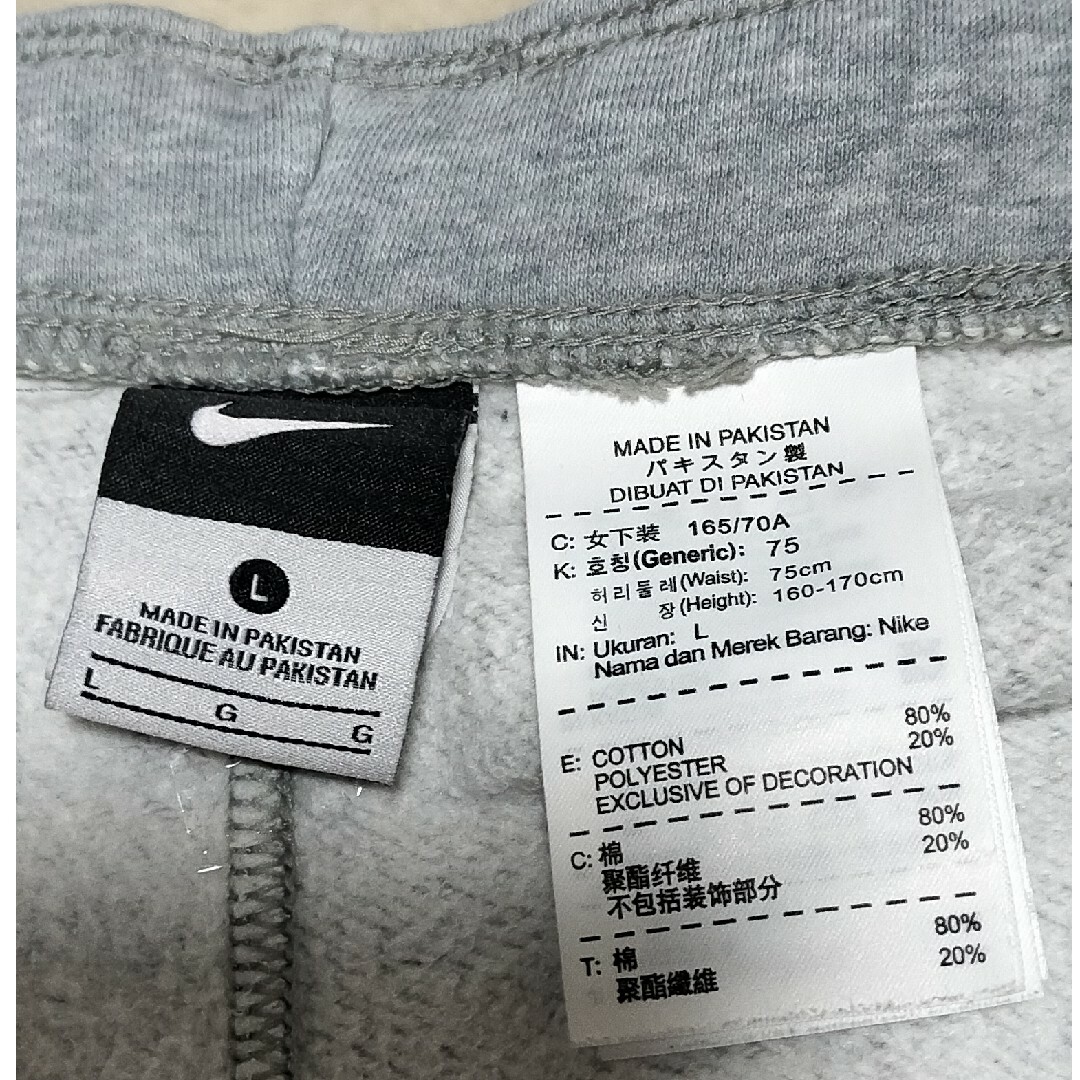 L
MADE IN PAKISTAN
FABRIQUE AU PAKISTAN
L
G
G
MADE IN PAKISTAN
パキスタン製
DIBUAT DI PAKISTAN
C: 女下装 165/70A
K: 호칭(Generic): 75
허리둘레(Waist): 75cm
신 장(Height): 160-170cm
IN: Ukuran: L
Nama dan Merek Barang: Nike
E: COTTON 80%
POLYESTER 20%
EXCLUSIVE OF DECORATION
C: 棉 80%
聚酯纤维 20%
不包括装饰部分
T: 棉 80%
聚酯纖維 20%